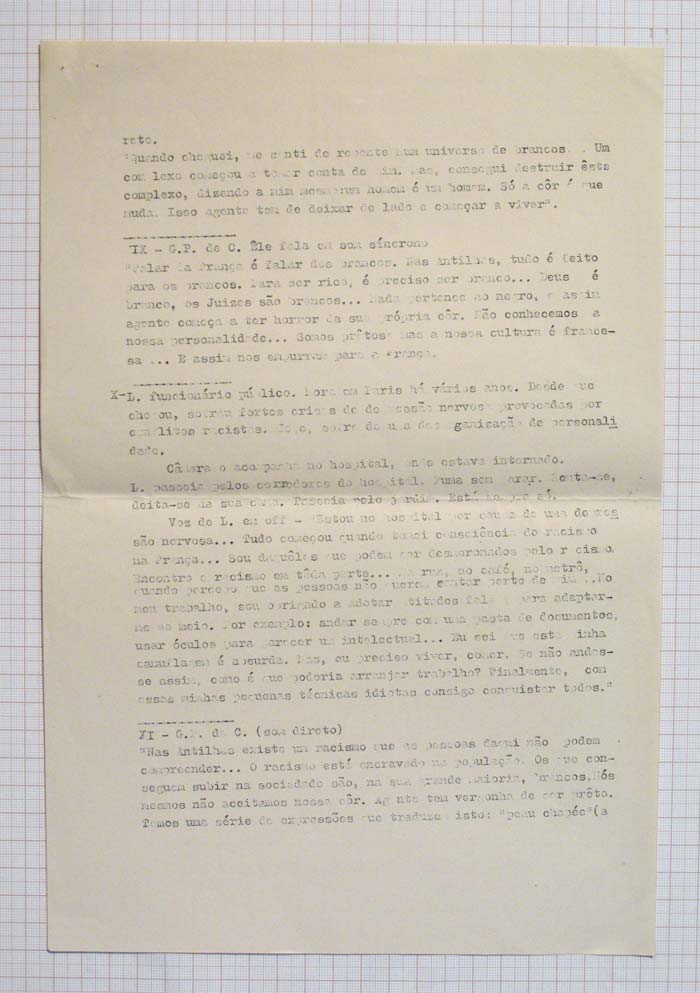 reto.
"Quando cheguei, me senti de repente num universo de brancos... Um
complexo começou a tomar conta de mim. Mas, consegui destruir êste
complexo, dizendo a mim mesmo:um homem é um homem. Só a côr é que
muda. Isso agente tem de deixar de lado e começar a viver".
IX - G.P. de C. Êle fala em som síncrono
"Falar da França é falar dos brancos. Nas Antilhas, tudo é feito
para os brancos. Para ser rico, é preciso ser branco... Deus é
branco, os Juizes são brancos... Nada pertence ao negro, e assim
agente começa a ter horror da sua própria côr. Não conhecemos a
nossa personalidade... Somos prêtos mas a nossa cultura é france-
sa ... E assim nos empurram para a França.
X-L. funcionário público. Mora em Paris há vários anos. Desde que
chegou, sofreu fortes crises de depressão nervosa provocadas por
conflitos racistas. Hoje, sofre de uma desorganização de personali
dade.
Câmara o acompanha no hospital, onde estava internado.
L. passeia pelos corredores do hospital. Numa sem parar. Senta-se,
deita-se na sua cama. Passeia pelo jardim. Está sempre só.
Voz de L. em off - "Estou no hospital por causa de uma depres
são nervosa... Tudo começou quando tomei consciência do racismo
na França... Sou daquêles que podem ser desmoronados pelo racismo.
Encontro o racismo em tôda parte... na rua, no café, no metrô,
quando percebo que as pessoas não querem sentar perto de mim...No
meu trabalho, sou obrigado a adotar atitudes falsas para adaptar-
me ao meio. Por exemplo: andar sempre com uma pasta de documentos,
usar óculos para parecer um intelectual... Eu sei que esta minha
camuflagem é absurda. Mas, eu preciso viver, comer. Se não andas-
se assim, como é que poderia arranjar trabalho? Finalmente, com
essas minhas pequenas técnicas idiotas consigo conquistar todos."
XI - G.P. de C. (som direto)
"Nas Antilhas existe um racismo que as pessoas daqui não podem
compreender... O racismo está encravado na população. Os que con-
seguem subir na sociedade são, na sua grande maioria, brancos.Nós
mesmos não aceitamos nossa côr. Agente tem vergonha de ser prêto.
Temos uma série de expressões que traduzem isto: "peau chapée"(a